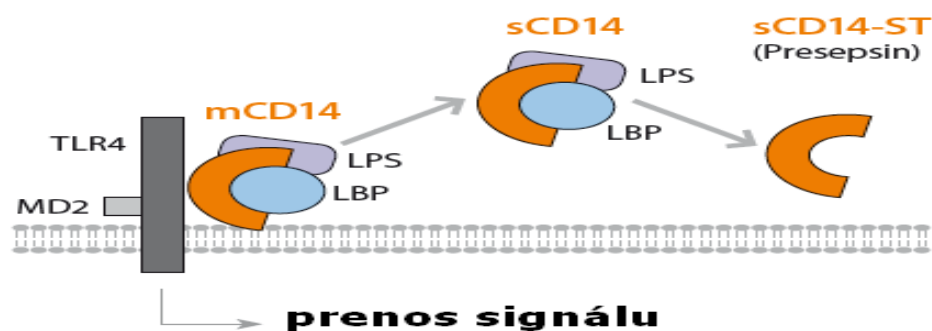 sCD14
sCD14-ST
(Presepsin)
LPS
mCD14
LBP
TLR4
LPS
LBP
MD2
prenos signálu